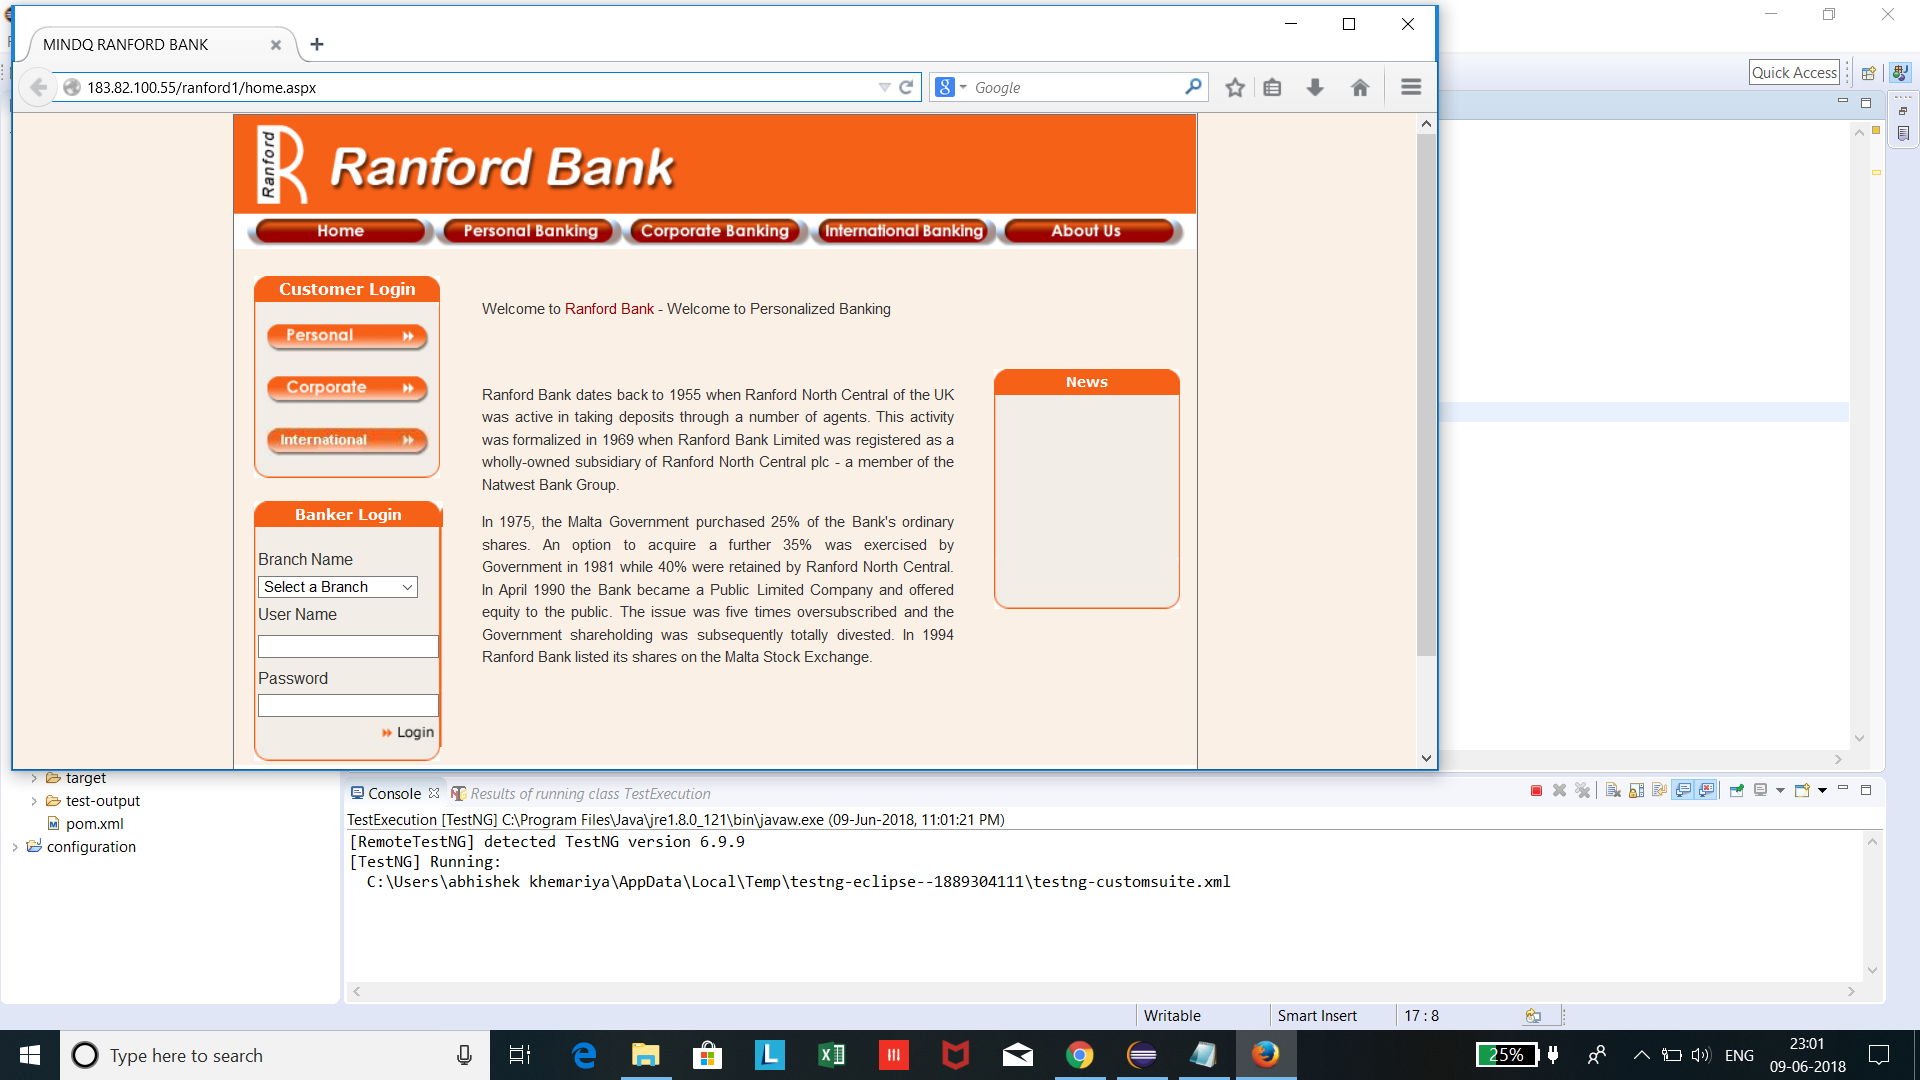 MINDQ RANFORD BANK
183.82.100.55/ranford1/home.aspx
Google
Quick Access
Ranford
Ranford Bank
Home
Personal Banking
Corporate Banking
International Banking
About Us
Customer Login
Personal
Corporate
International
Banker Login
Branch Name
Select a Branch
User Name
Password
Login
Welcome to Ranford Bank - Welcome to Personalized Banking
Ranford Bank dates back to 1955 when Ranford North Central of the UK
was active in taking deposits through a number of agents. This activity
was formalized in 1969 when Ranford Bank Limited was registered as a
wholly-owned subsidiary of Ranford North Central plc - a member of the
Natwest Bank Group.
In 1975, the Malta Government purchased 25% of the Bank's ordinary
shares. An option to acquire a further 35% was exercised by
Government in 1981 while 40% were retained by Ranford North Central.
In April 1990 the Bank became a Public Limited Company and offered
equity to the public. The issue was five times oversubscribed and the
Government shareholding was subsequently totally divested. In 1994
Ranford Bank listed its shares on the Malta Stock Exchange.
News
target
test-output
pom.xml
configuration
Console
Results of running class TestExecution
TestExecution [TestNG] C:\Program Files\Java\jre1.8.0_121\bin\javaw.exe (09-Jun-2018, 11:01:21 PM)
[RemoteTestNG] detected TestNG version 6.9.9
[TestNG] Running:
C:\Users\abhishek khemariya\AppData\Local\Temp\testng-eclipse--1889304111\testng-customsuite.xml
Writable
Smart Insert
17 : 8
Type here to search
25%
ENG
23:01
09-06-2018